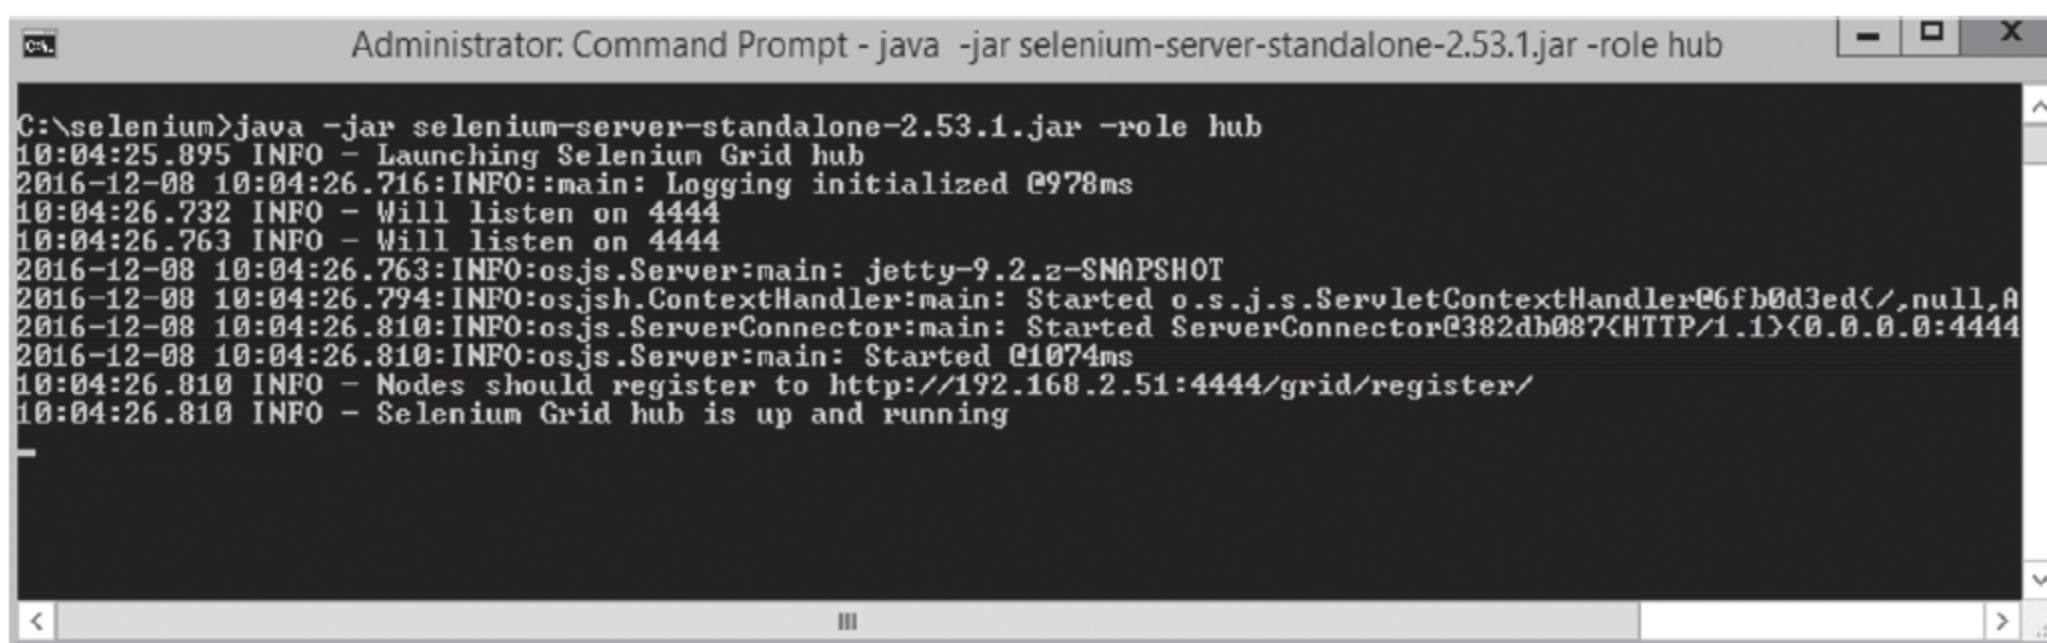 C:\.
Administrator: Command Prompt - java  -jar selenium-server-standalone-2.53.1.jar -role hub
C:\selenium>java -jar selenium-server-standalone-2.53.1.jar -role hub
10:04:25.895 INFO - Launching Selenium Grid hub
2016-12-08 10:04:26.716:INFO::main: Logging initialized @978ms
10:04:26.732 INFO - Will listen on 4444
10:04:26.763 INFO - Will listen on 4444
2016-12-08 10:04:26.763:INFO:osjs.Server:main: jetty-9.2.z-SNAPSHOT
2016-12-08 10:04:26.794:INFO:osjsh.ContextHandler:main: Started o.s.j.s.ServletContextHandler@6fb0d3ed{/,null,A
2016-12-08 10:04:26.810:INFO:osjs.ServerConnector:main: Started ServerConnector@382db087{HTTP/1.1}{0.0.0.0:4444
2016-12-08 10:04:26.810:INFO:osjs.Server:main: Started @1074ms
10:04:26.810 INFO - Nodes should register to http://192.168.2.51:4444/grid/register/
10:04:26.810 INFO - Selenium Grid hub is up and running